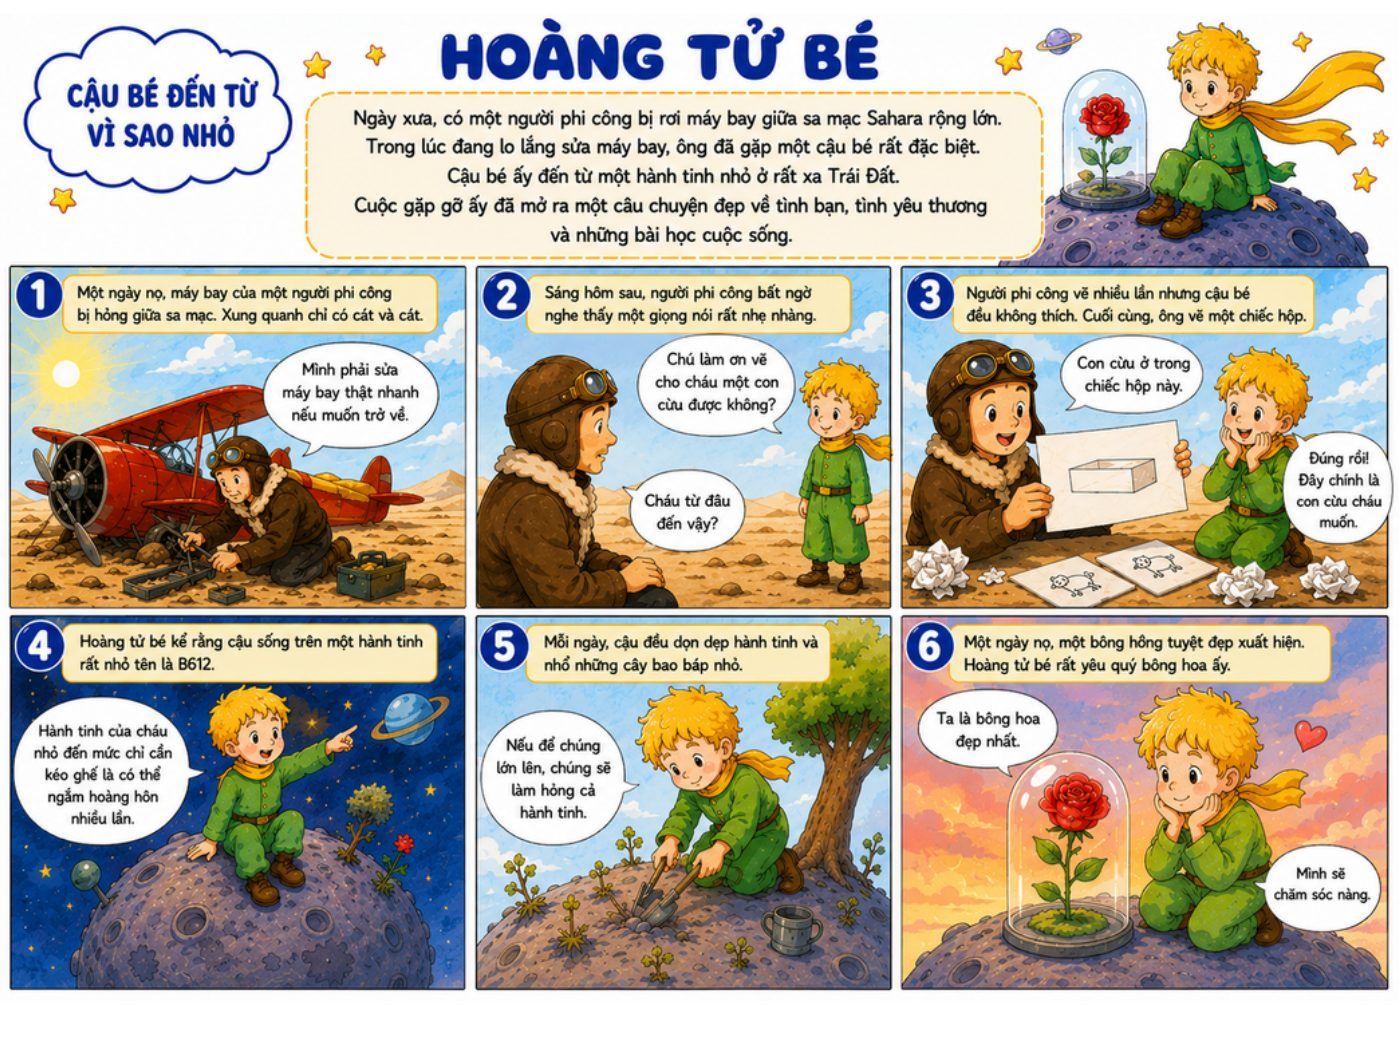 CẬU BÉ ĐẾN TỪ
VÌ SAO NHỎ
HOÀNG TỬ BÉ
Ngày xưa, có một người phi công bị rơi máy bay giữa sa mạc Sahara rộng lớn.
Trong lúc đang lo lắng sửa máy bay, ông đã gặp một cậu bé rất đặc biệt.
Cậu bé ấy đến từ một hành tinh nhỏ ở rất xa Trái Đất.
Cuộc gặp gỡ ấy đã mở ra một câu chuyện đẹp về tình bạn, tình yêu thương
và những bài học cuộc sống.
1
Một ngày nọ, máy bay của một người phi công
bị hỏng giữa sa mạc. Xung quanh chỉ có cát và cát.
Mình phải sửa
máy bay thật nhanh
nếu muốn trở về.
2
Sáng hôm sau, người phi công bất ngờ
nghe thấy một giọng nói rất nhẹ nhàng.
Chú làm ơn vẽ
cho cháu một con
cừu được không?
Cháu từ đâu
đến vậy?
3
Người phi công vẽ nhiều lần nhưng cậu bé
đều không thích. Cuối cùng, ông vẽ một chiếc hộp.
Con cừu ở trong
chiếc hộp này.
Đúng rồi!
Đây chính là
con cừu cháu
muốn.
4
Hoàng tử bé kể rằng cậu sống trên một hành tinh
rất nhỏ tên là B612.
Hành tinh của cháu
nhỏ đến mức chỉ cần
kéo ghế là có thể
ngắm hoàng hôn
nhiều lần.
5
Mỗi ngày, cậu đều dọn dẹp hành tinh và
nhổ những cây bao báp nhỏ.
Nếu để chúng
lớn lên, chúng sẽ
làm hỏng cả
hành tinh.
6
Một ngày nọ, một bông hồng tuyệt đẹp xuất hiện.
Hoàng tử bé rất yêu quý bông hoa ấy.
Ta là bông hoa
đẹp nhất.
Mình sẽ
chăm sóc nàng.